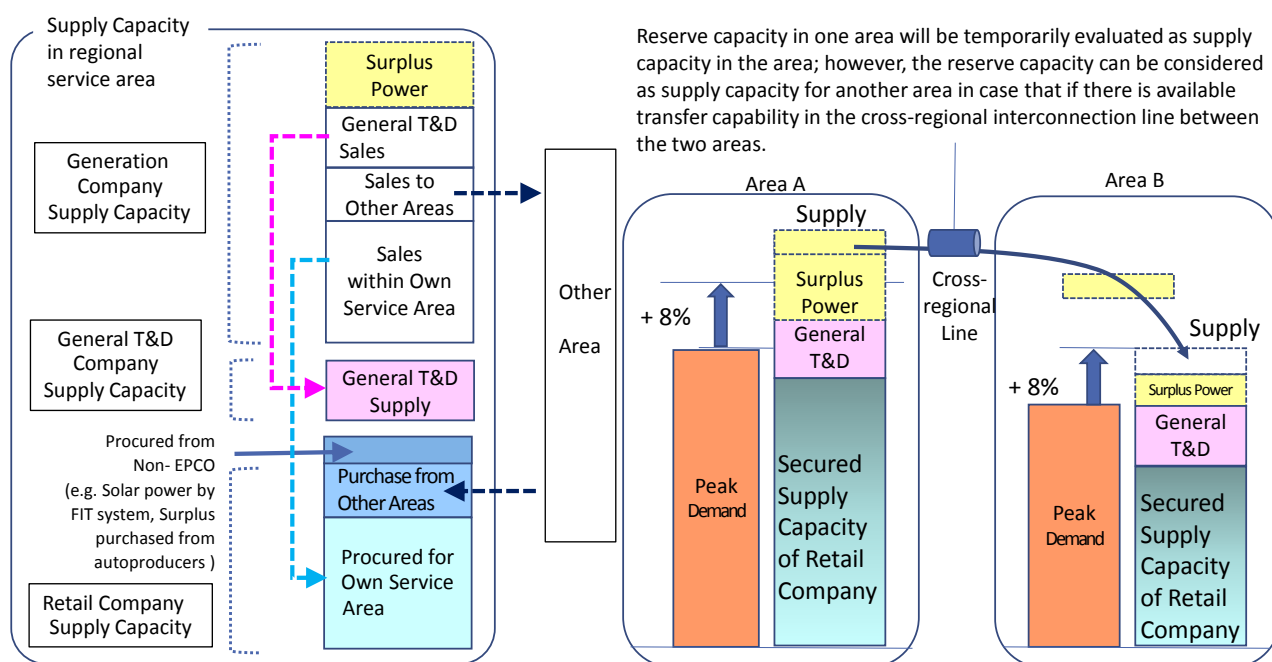 Supply Capacity
in regional
service area
Surplus
Power
General T&D
Sales
Sales to
Other Areas
Sales
within Own
Service Area
Generation
Company
Supply Capacity
General T&D
Company
Supply Capacity
General T&D
Supply
Procured from
Non- EPCO
(e.g. Solar power by
FIT system, Surplus
purchased from
autoproducers )
Purchase from
Other Areas
Procured for
Own Service
Area
Retail Company
Supply Capacity
Other
Area
Reserve capacity in one area will be temporarily evaluated as supply
capacity in the area; however, the reserve capacity can be considered
as supply capacity for another area in case that if there is available
transfer capability in the cross-regional interconnection line between
the two areas.
Area A
Supply
Surplus
Power
+ 8%
General
T&D
Peak
Demand
Secured
Supply
Capacity
of Retail
Company
Cross-
regional
Line
Area B
Supply
+ 8%
Surplus Power
General
T&D
Peak
Demand
Secured
Supply
Capacity
of Retail
Company